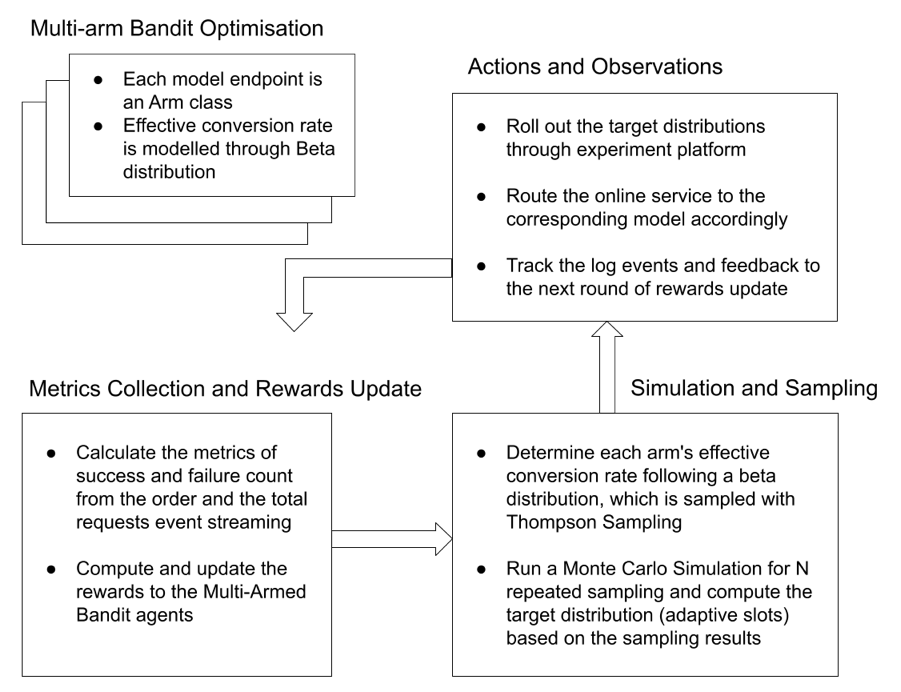 Multi-arm Bandit Optimisation
● Each model endpoint is
an Arm class
● Effective conversion rate
is modelled through Beta
distribution
Actions and Observations
● Roll out the target distributions
through experiment platform
● Route the online service to the
corresponding model accordingly
● Track the log events and feedback to
the next round of rewards update
Metrics Collection and Rewards Update
● Calculate the metrics of
success and failure count
from the order and the total
requests event streaming
● Compute and update the
rewards to the Multi-Armed
Bandit agents
Simulation and Sampling
● Determine each arm's effective
conversion rate following a beta
distribution, which is sampled with
Thompson Sampling
● Run a Monte Carlo Simulation for N
repeated sampling and compute the
target distribution (adaptive slots)
based on the sampling results